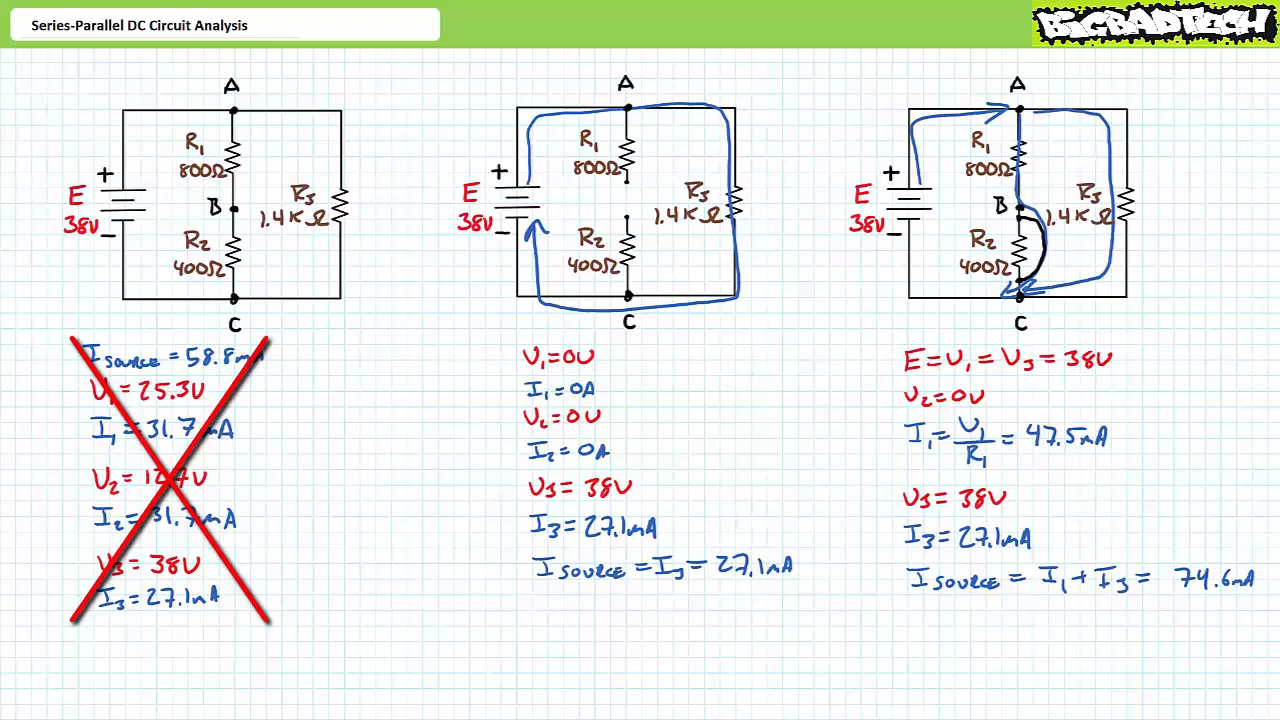 Series-Parallel DC Circuit Analysis
BIGBADTECH
A
R1
800Ω
+
E
38V
B
R3
1.4KΩ
−
R2
400Ω
C
ISOURCE = 58.8mA
V1 = 25.3V
I1 = 31.7mA
V2 = 12.7V
I2 = 31.7mA
V3 = 38V
I3 = 27.1mA
A
R1
800Ω
+
E
38V
R3
1.4KΩ
−
R2
400Ω
C
V1 = 0V
I1 = 0A
V2 = 0V
I2 = 0A
V3 = 38V
I3 = 27.1mA
ISOURCE = I3 = 27.1mA
A
R1
800Ω
+
E
38V
B
R3
1.4KΩ
−
R2
400Ω
C
E = V1 = V3 = 38V
V2 = 0V
I1 = V1/R1 = 47.5mA
V3 = 38V
I3 = 27.1mA
ISOURCE = I1 + I3 = 74.6mA